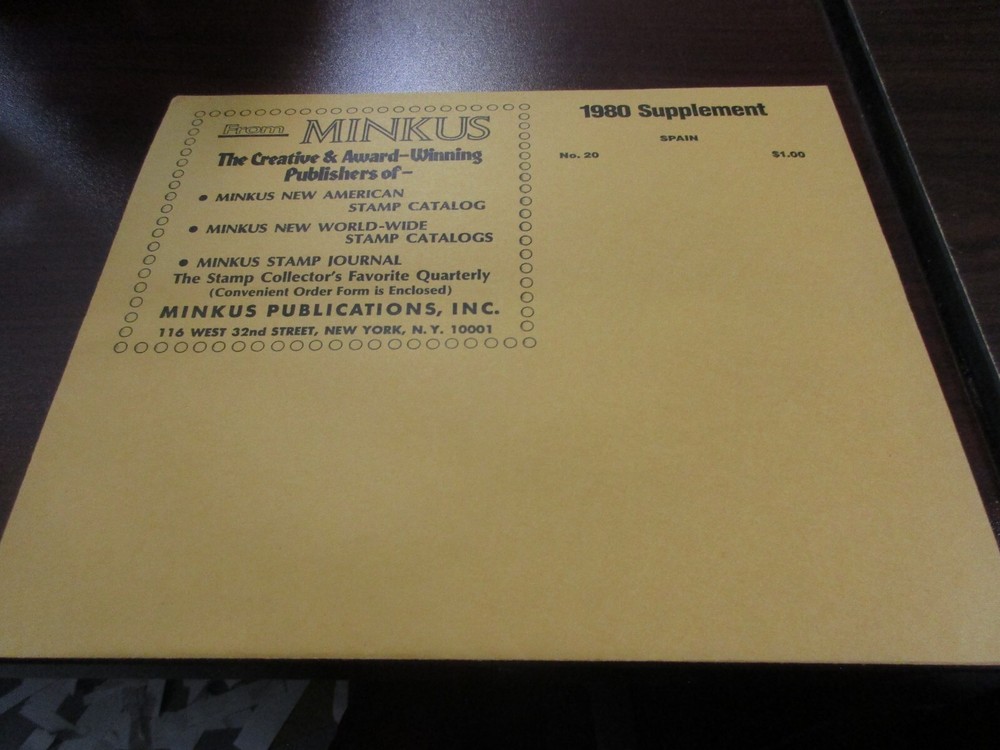 From MINKUS
The Creative & Award-Winning
Publishers of-
• MINKUS NEW AMERICAN
STAMP CATALOG
• MINKUS NEW WORLD-WIDE
STAMP CATALOGS
• MINKUS STAMP JOURNAL
The Stamp Collector's Favorite Quarterly
(Convenient Order Form is Enclosed)
MINKUS PUBLICATIONS, INC.
116 WEST 32nd STREET, NEW YORK, N.Y. 10001
1980 Supplement
SPAIN
No. 20 $1.00